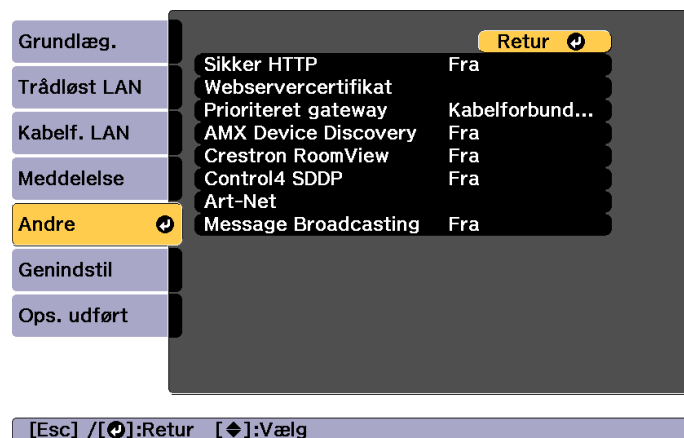 Grundlæg.
Trådløst LAN
Kabelf. LAN
Meddelelse
Andre
Genindstil
Ops. udført
Retur
Sikker HTTP Fra
Webservercertifikat
Prioriteret gateway Kabelforbund...
AMX Device Discovery Fra
Crestron RoomView Fra
Control4 SDDP Fra
Art-Net
Message Broadcasting Fra
[Esc] /[⏎]:Retur [◆]:Vælg